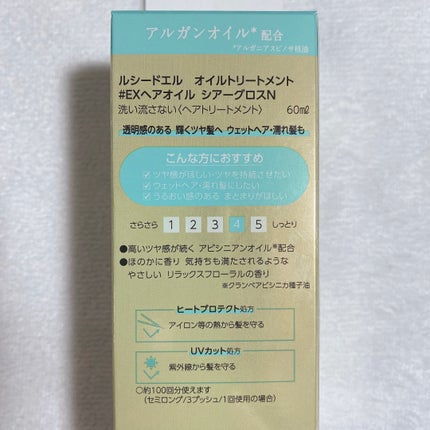 アルガンオイル* 配合
*アルガニアスピノサ核油
ルシードエル オイルトリートメント
#EXヘアオイル シアーグロスN
洗い流さない〈ヘアトリートメント〉 60mℓ
透明感のある 輝くツヤ髪へ ウェットヘア・濡れ髪も
こんな方におすすめ
ツヤ感がほしい・ツヤを持続させたい
ウェットヘア・濡れ髪にしたい
うるおい感のある まとまりがほしい
さらさら 1 2 3 4 5 しっとり
●高いツヤ感が続く アビシニアンオイル※配合
●ほのかに香り 気持ちも満たされるような
やさしい リラックスフローラルの香り
※クランベアビシニカ種子油
ヒートプロテクト処方
アイロン等の熱から髪を守る
UVカット処方
紫外線から髪を守る
○約100回分使えます
(セミロング/3プッシュ/1回使用の場合)